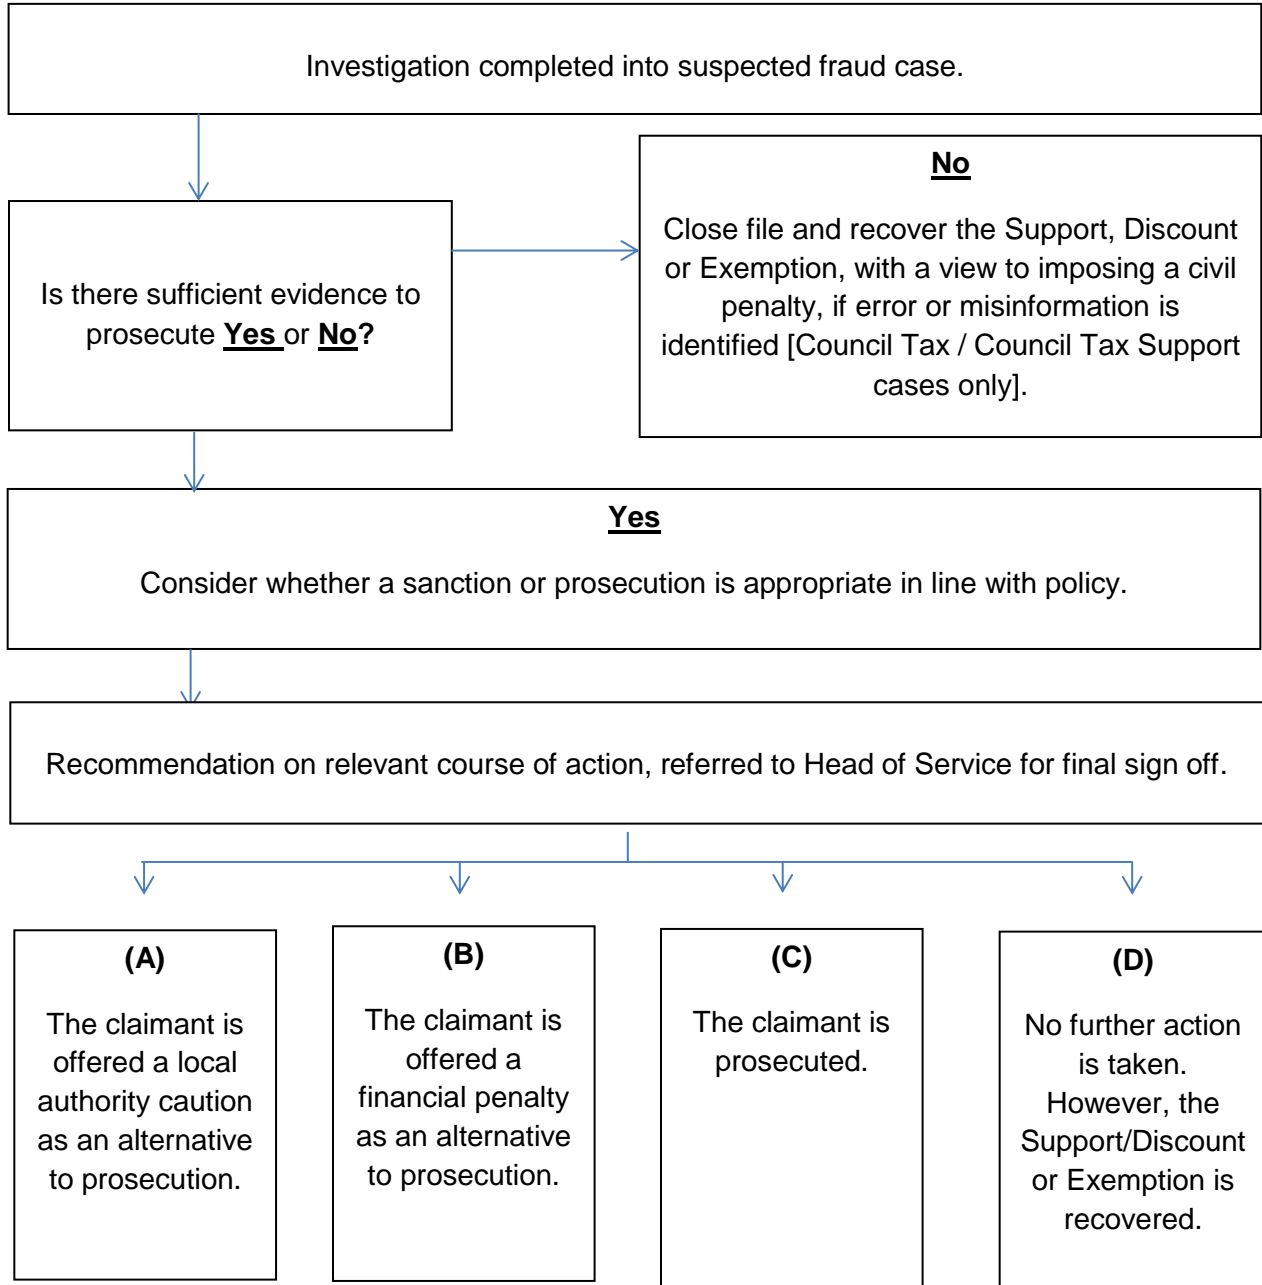 Investigation completed into suspected fraud case.
Is there sufficient evidence to
prosecute Yes or No?
No
Close file and recover the Support, Discount
or Exemption, with a view to imposing a civil
penalty, if error or misinformation is
identified [Council Tax / Council Tax Support
cases only].
Yes
Consider whether a sanction or prosecution is appropriate in line with policy.
Recommendation on relevant course of action, referred to Head of Service for final sign off.
(A)
The claimant is
offered a local
authority caution
as an alternative
to prosecution.
(B)
The claimant is
offered a
financial penalty
as an alternative
to prosecution.
(C)
The claimant is
prosecuted.
(D)
No further action
is taken.
However, the
Support/Discount
or Exemption is
recovered.